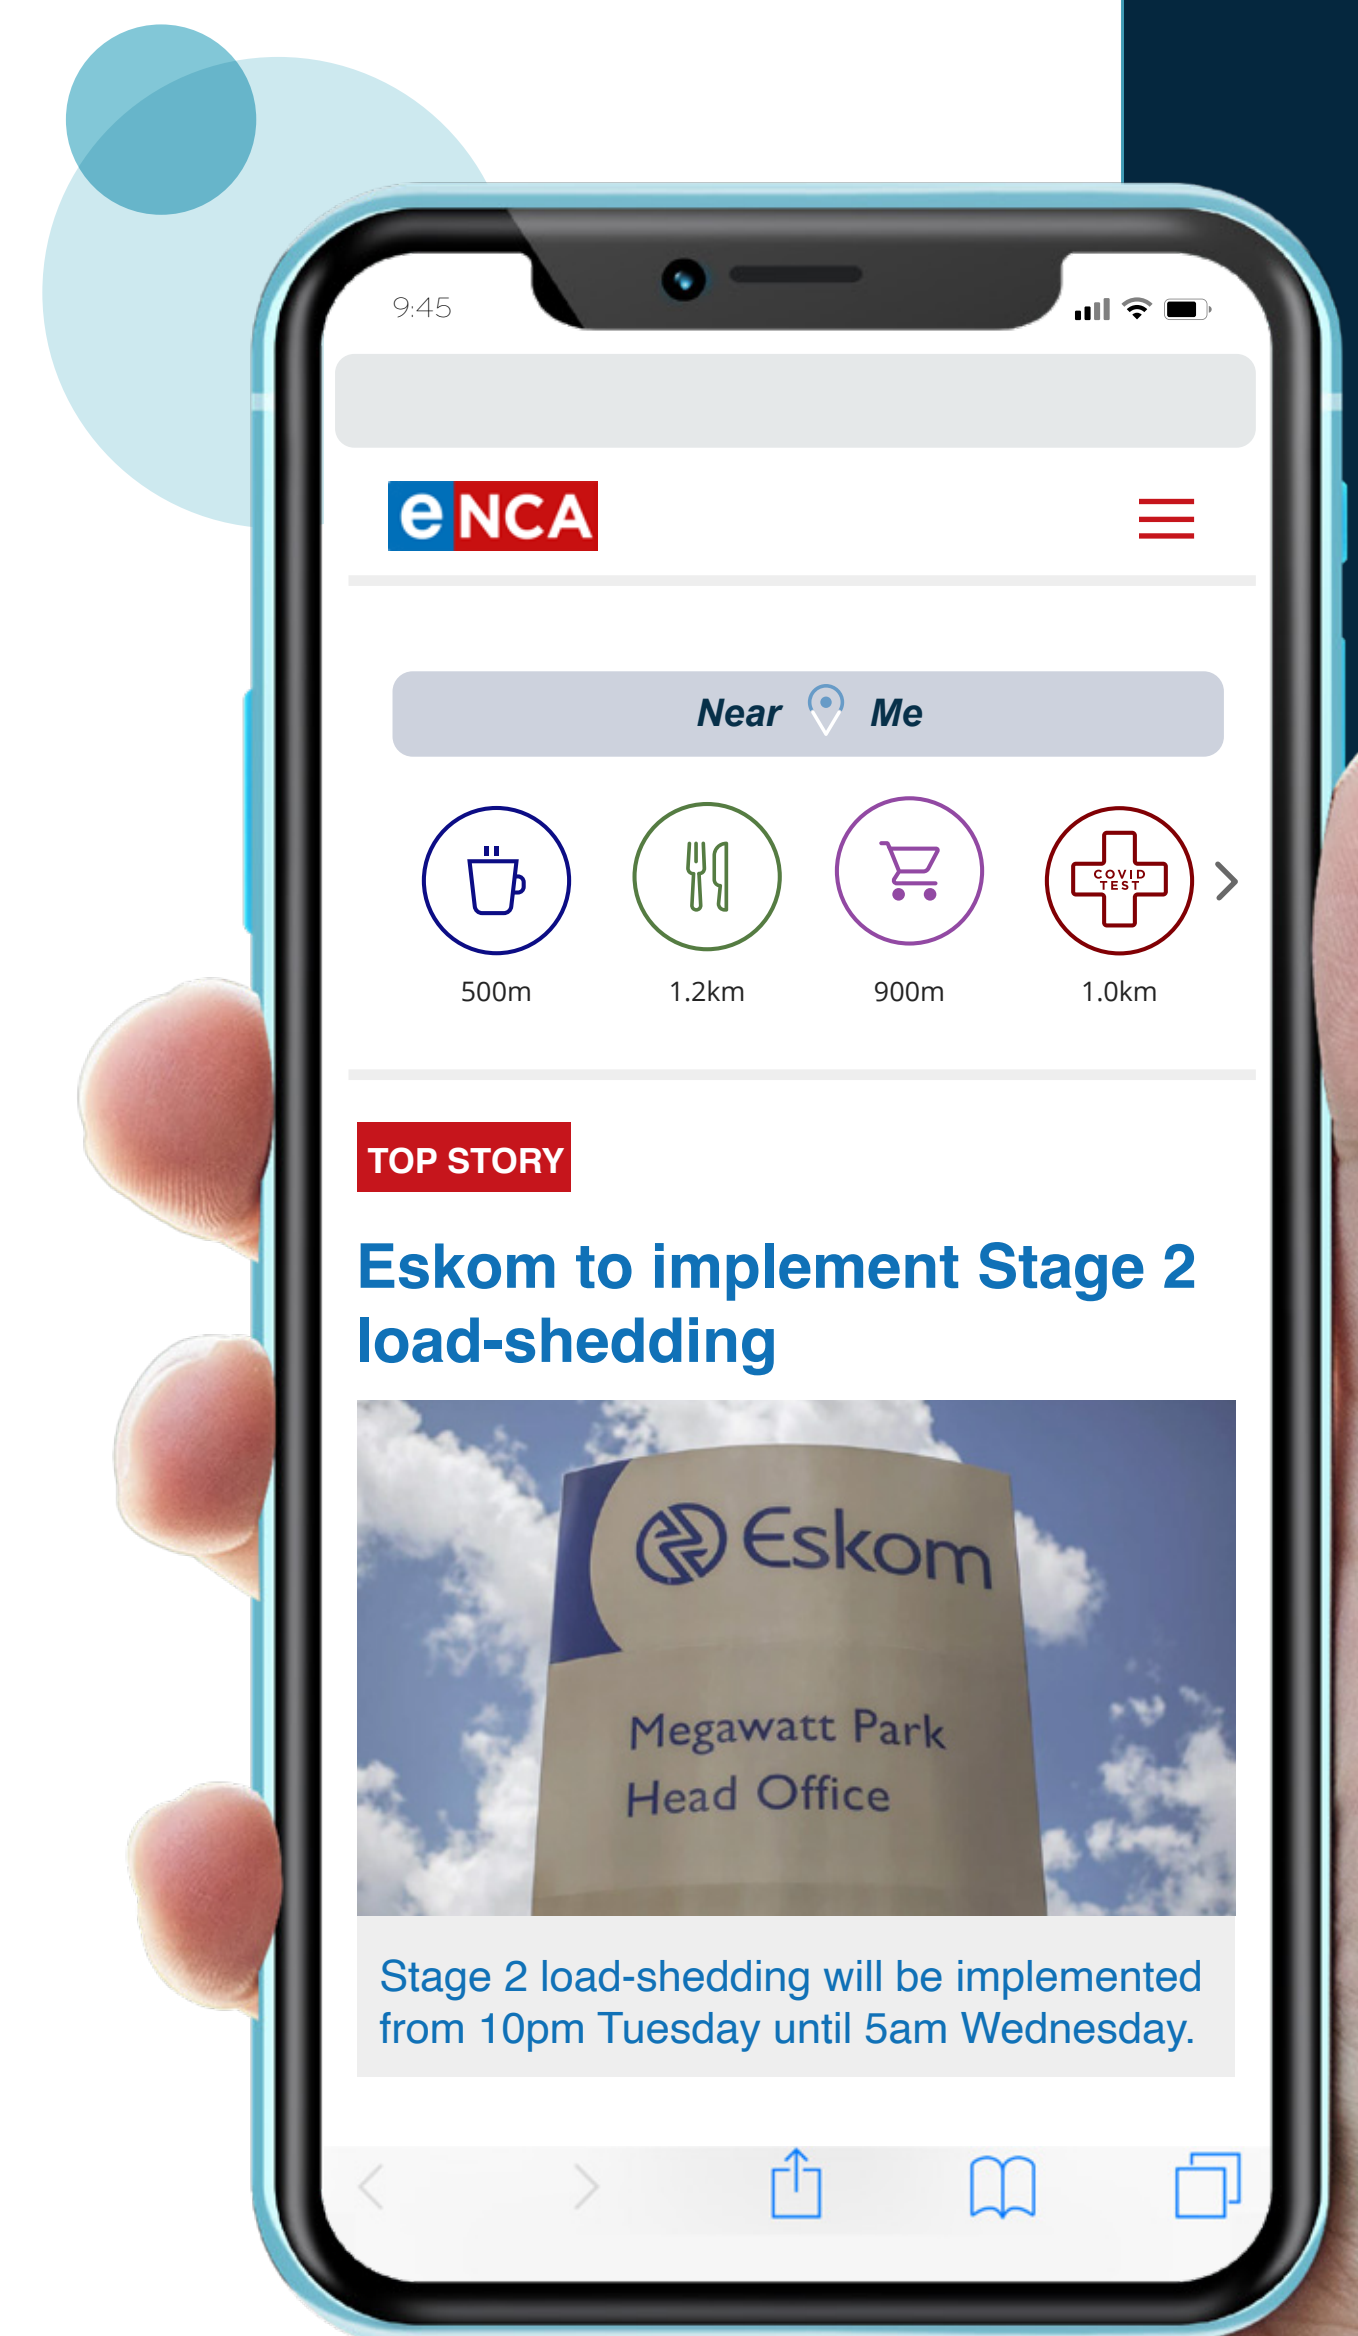 9:45
eNCA
Near Me
COVID
TEST
500m 1.2km 900m 1.0km
TOP STORY
Eskom to implement Stage 2
load-shedding
Eskom
Megawatt Park
Head Office
Stage 2 load-shedding will be implemented
from 10pm Tuesday until 5am Wednesday.